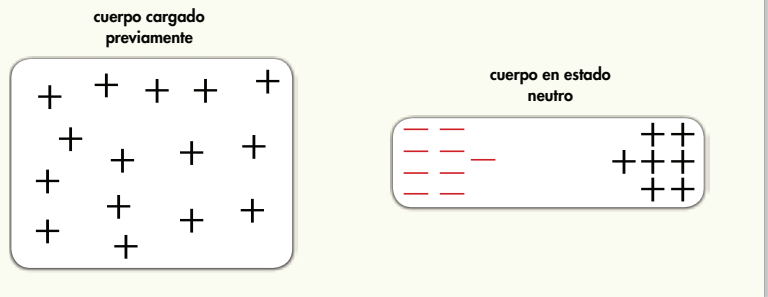 cuerpo cargado
previamente
cuerpo en estado
neutro